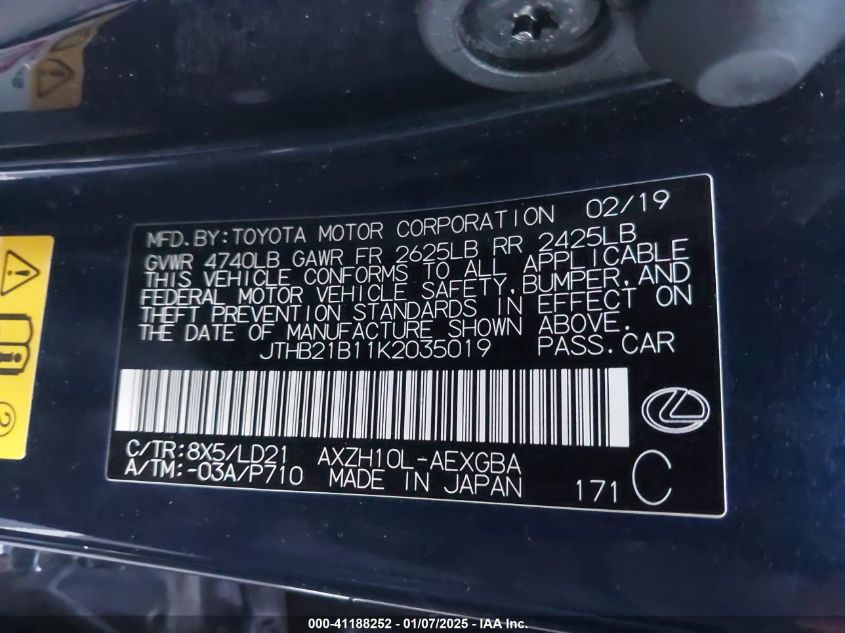 MFD. BY: TOYOTA MOTOR CORPORATION 02/19
GVWR 4740LB GAWR FR 2625LB RR 2425LB
THIS VEHICLE CONFORMS TO ALL APPLICABLE
FEDERAL MOTOR VEHICLE SAFETY, BUMPER, AND
THEFT PREVENTION STANDARDS IN EFFECT ON
THE DATE OF MANUFACTURE SHOWN ABOVE.
JTHB21B11K2035019 PASS. CAR
C/TR: 8X5/LD21 AXZH10L-AEXGBA
A/TM: -03A/P710 MADE IN JAPAN 171 C
000-41188252 - 01/07/2025 - IAA Inc.